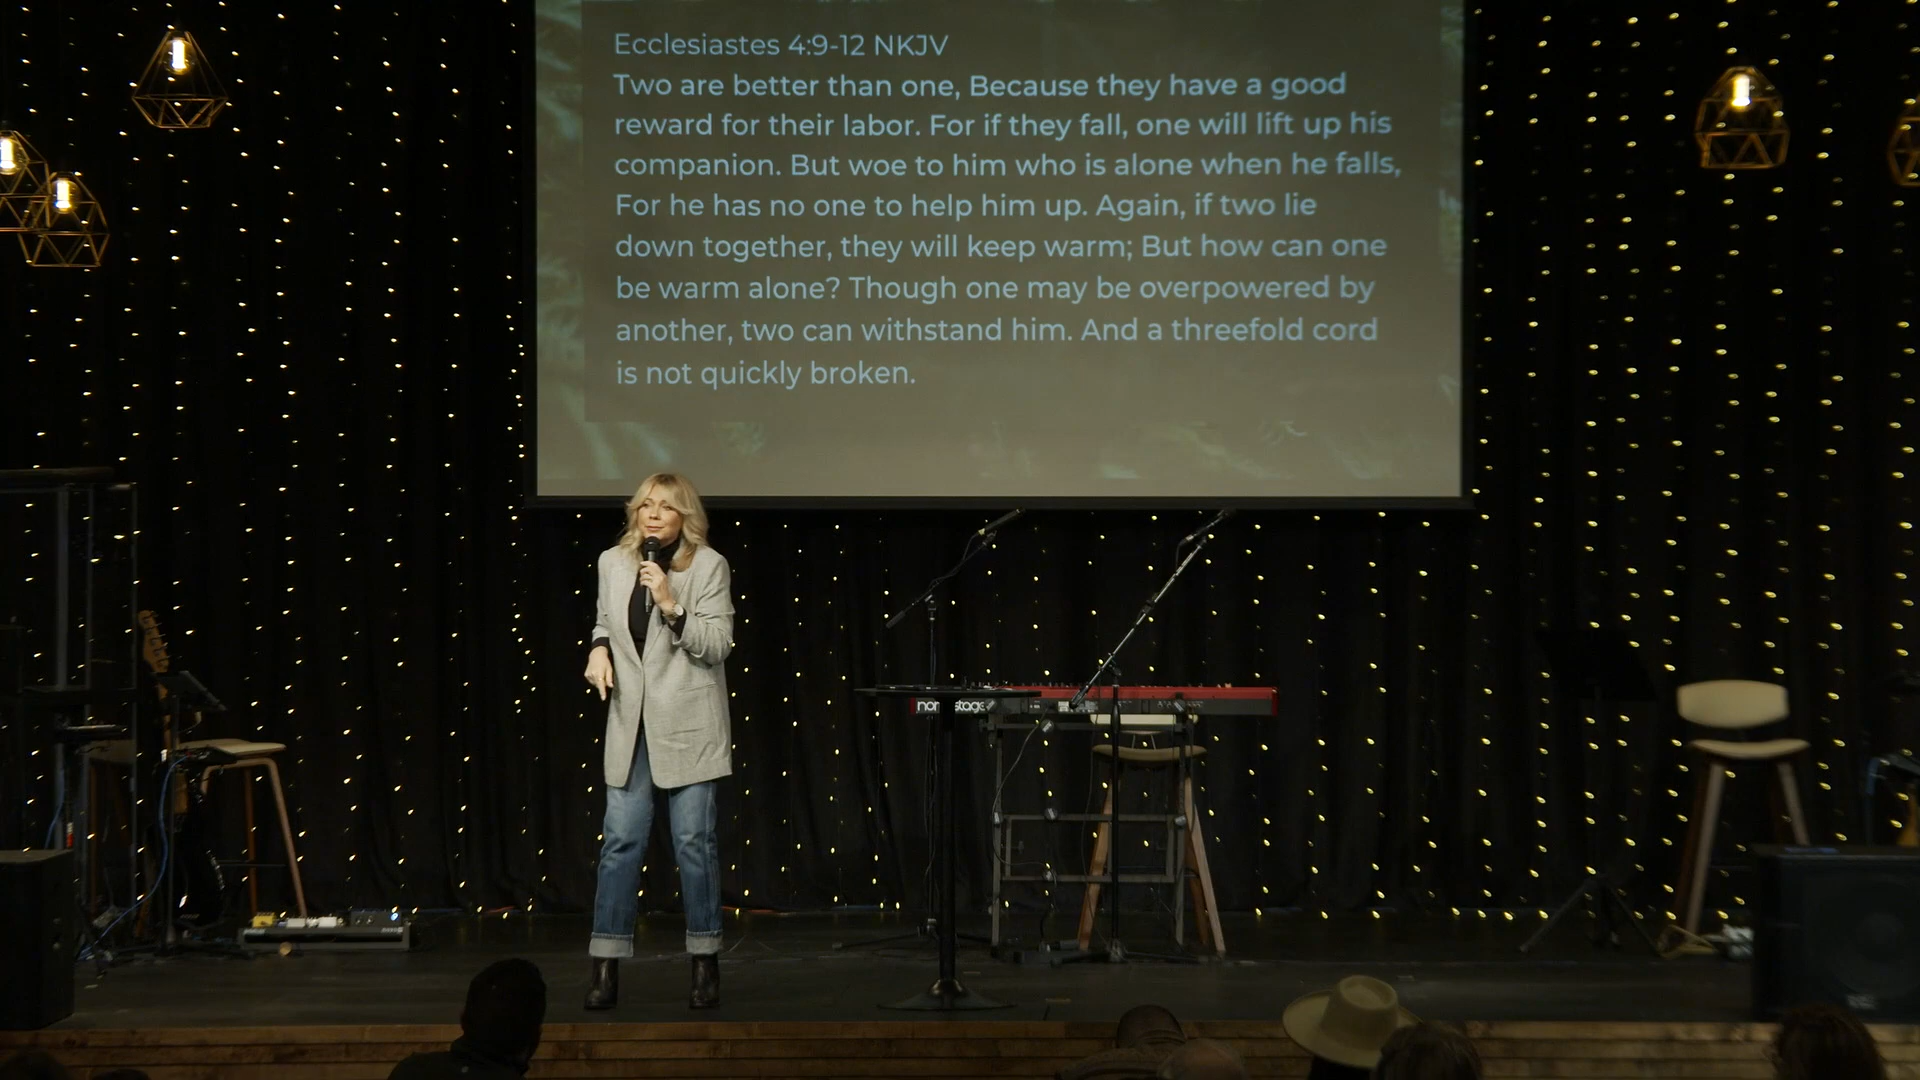 Ecclesiastes 4:9-12 NKJV
Two are better than one, Because they have a good
reward for their labor. For if they fall, one will lift up his
companion. But woe to him who is alone when he falls,
For he has no one to help him up. Again, if two lie
down together, they will keep warm; But how can one
be warm alone? Though one may be overpowered by
another, two can withstand him. And a threefold cord
is not quickly broken.
stage